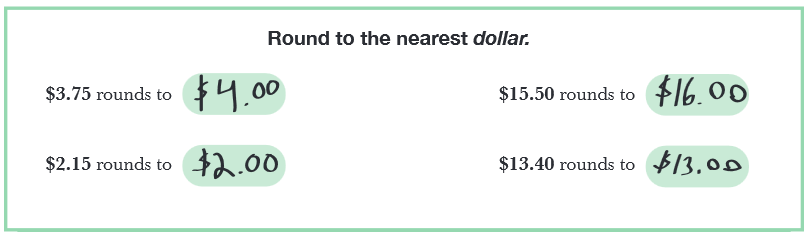 Round to the nearest dollar.
$3.75 rounds to $4.00
$15.50 rounds to $16.00
$2.15 rounds to $2.00
$13.40 rounds to $13.00